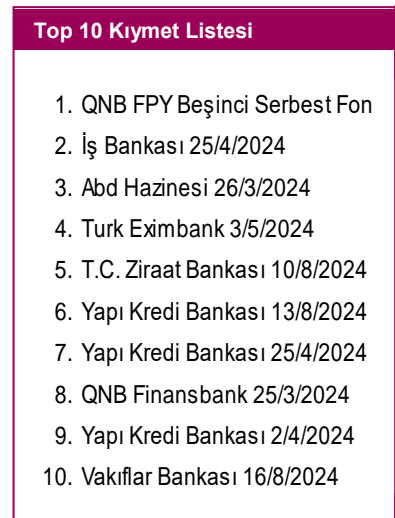 Top 10 Kıymet Listesi
1. QNB FPY Beşinci Serbest Fon
2. İş Bankası 25/4/2024
3. Abd Hazinesi 26/3/2024
4. Turk Eximbank 3/5/2024
5. T.C. Ziraat Bankası 10/8/2024
6. Yapı Kredi Bankası 13/8/2024
7. Yapı Kredi Bankası 25/4/2024
8. QNB Finansbank 25/3/2024
9. Yapı Kredi Bankası 2/4/2024
10. Vakıflar Bankası 16/8/2024